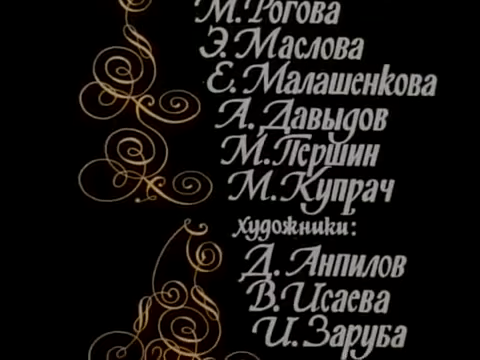 М. Рогова
Э. Маслова
Е. Малашенкова
А. Давыдов
М. Першин
М. Купрач
художники:
Д. Анпилов
В. Исаева
И. Заруба